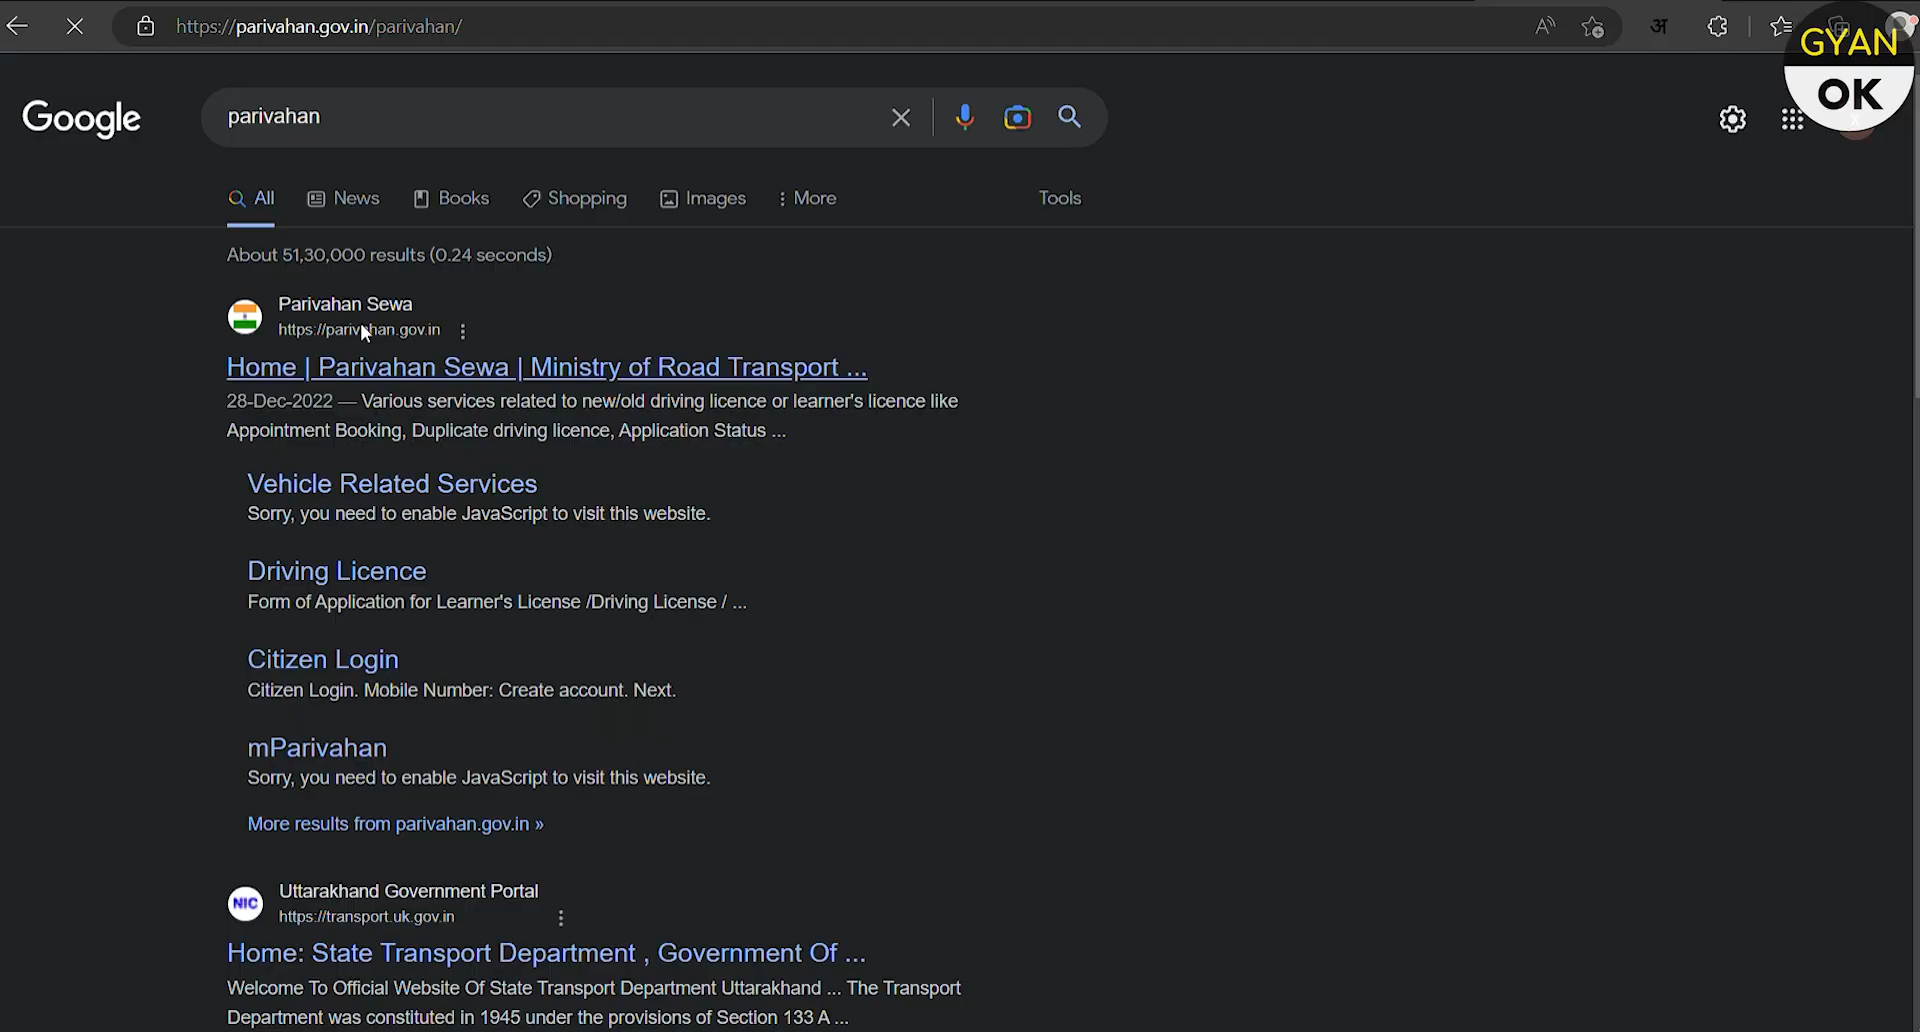 https://parivahan.gov.in/parivahan/
अ
GYAN
OK
Google
parivahan
All
News
Books
Shopping
Images
More
Tools
About 51,30,000 results (0.24 seconds)
Parivahan Sewa
https://parivahan.gov.in
Home | Parivahan Sewa | Ministry of Road Transport ...
28-Dec-2022 — Various services related to new/old driving licence or learner's licence like
Appointment Booking, Duplicate driving licence, Application Status ...
Vehicle Related Services
Sorry, you need to enable JavaScript to visit this website.
Driving Licence
Form of Application for Learner's License /Driving License / ...
Citizen Login
Citizen Login. Mobile Number: Create account. Next.
mParivahan
Sorry, you need to enable JavaScript to visit this website.
More results from parivahan.gov.in »
NIC
Uttarakhand Government Portal
https://transport.uk.gov.in
Home: State Transport Department , Government Of ...
Welcome To Official Website Of State Transport Department Uttarakhand ... The Transport
Department was constituted in 1945 under the provisions of Section 133 A ...